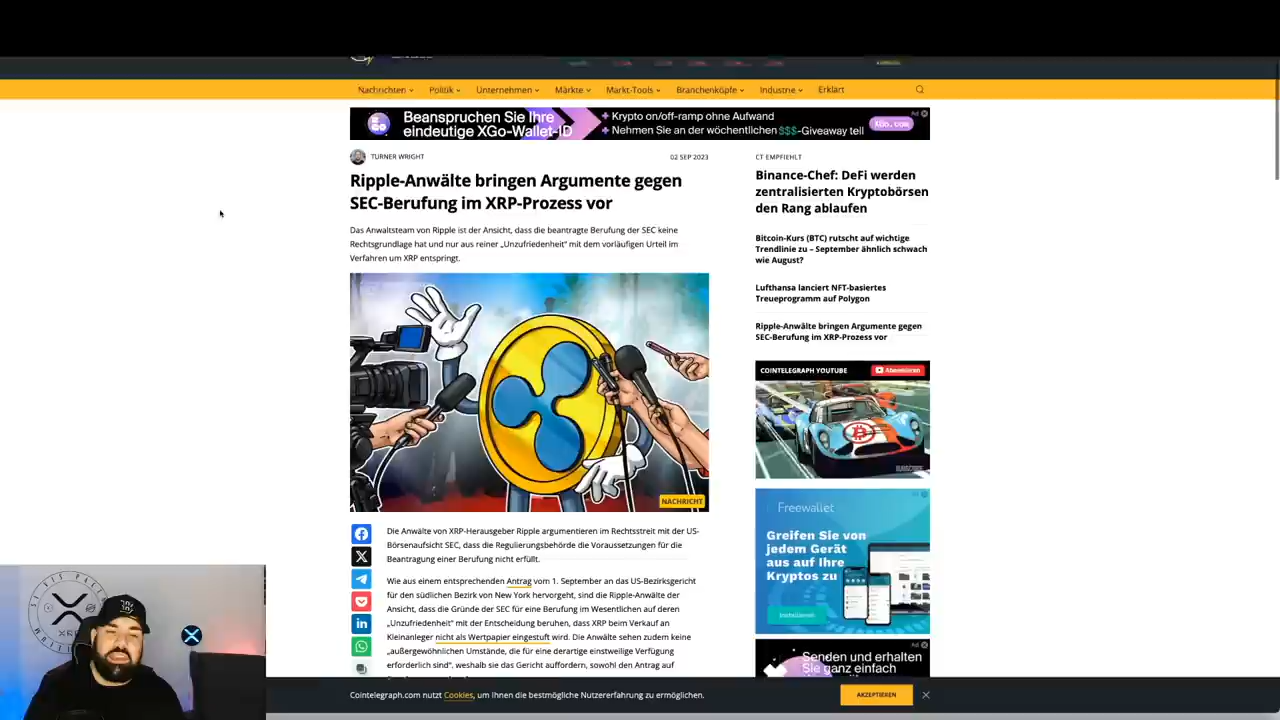 Nachrichten
Politik
Unternehmen
Märkte
Markt-Tools
Branchenköpfe
Industrie
Erklärt
Beanspruchen Sie Ihre
eindeutige XGo-Wallet-ID
+ Krypto on/off-ramp ohne Aufwand
+ Nehmen Sie an der wöchentlichen $$$-Giveaway teil
XGo.com
Ad
TURNER WRIGHT
02 SEP 2023
Ripple-Anwälte bringen Argumente gegen
SEC-Berufung im XRP-Prozess vor
Das Anwaltsteam von Ripple ist der Ansicht, dass die beantragte Berufung der SEC keine
Rechtsgrundlage hat und nur aus reiner „Unzufriedenheit" mit dem vorläufigen Urteil im
Verfahren um XRP entspringt.
NACHRICHT
Die Anwälte von XRP-Herausgeber Ripple argumentieren im Rechtsstreit mit der US-
Börsenaufsicht SEC, dass die Regulierungsbehörde die Voraussetzungen für die
Beantragung einer Berufung nicht erfüllt.
Wie aus einem entsprechenden Antrag vom 1. September an das US-Bezirksgericht
für den südlichen Bezirk von New York hervorgeht, sind die Ripple-Anwälte der
Ansicht, dass die Gründe der SEC für eine Berufung im Wesentlichen auf deren
„Unzufriedenheit" mit der Entscheidung beruhen, dass XRP beim Verkauf an
Kleinanleger nicht als Wertpapier eingestuft wird. Die Anwälte sehen zudem keine
„außergewöhnlichen Umstände, die für eine derartige einstweilige Verfügung
erforderlich sind", weshalb sie das Gericht auffordern, sowohl den Antrag auf
CT EMPFIEHLT
Binance-Chef: DeFi werden
zentralisierten Kryptobörsen
den Rang ablaufen
Bitcoin-Kurs (BTC) rutscht auf wichtige
Trendlinie zu – September ähnlich schwach
wie August?
Lufthansa lanciert NFT-basiertes
Treueprogramm auf Polygon
Ripple-Anwälte bringen Argumente gegen
SEC-Berufung im XRP-Prozess vor
COINTELEGRAPH YOUTUBE
Abonnieren
SUBSCRIBE
Freewallet
Greifen Sie von
jedem Gerät
aus auf Ihre
Kryptos zu
Installieren
Senden und erhalten
Sie ganz einfach
Ad
Cointelegraph.com nutzt Cookies, um Ihnen die bestmögliche Nutzererfahrung zu ermöglichen.
AKZEPTIEREN
XRP